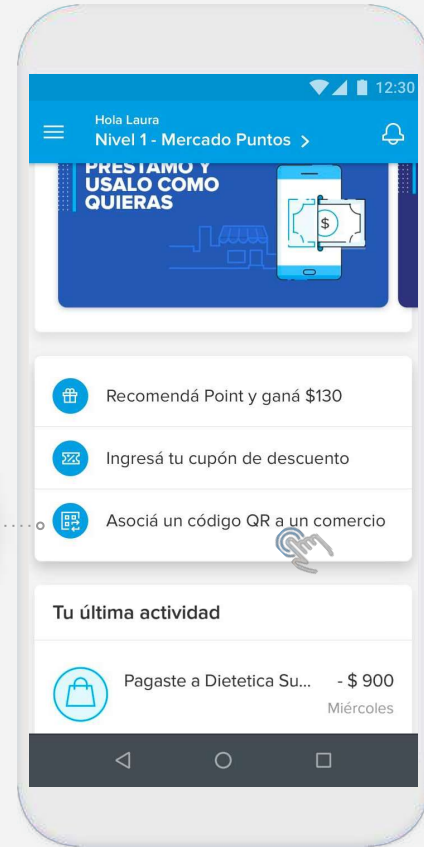 12:30
Hola Laura
Nivel 1 - Mercado Puntos >
PRÉSTAMO Y
USALO COMO
QUIERAS
$
Recomendá Point y ganá $130
Ingresá tu cupón de descuento
Asociá un código QR a un comercio
Tu última actividad
Pagaste a Dietetica Su... - $ 900
Miércoles